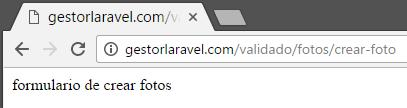 gestorlaravel.com/v
gestorlaravel.com/validado/fotos/crear-foto
formulario de crear fotos